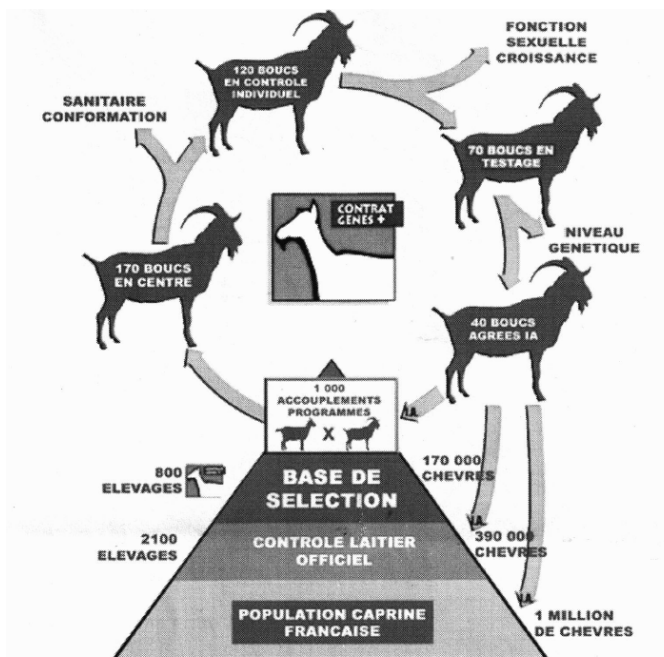 FONCTION
SEXUELLE
CROISSANCE
120 BOUCS
EN CONTROLE
INDIVIDUEL
SANITAIRE
CONFORMATION
70 BOUCS EN
TESTAGE
CONTRAT
GENES +
NIVEAU
GENETIQUE
170 BOUCS
EN CENTRE
40 BOUCS
AGREES IA
1 000
ACCOUPLEMENTS
PROGRAMMES
X
I.A.
800
ELEVAGES
BASE DE
SELECTION
170 000
CHEVRES
I.A.
2100
ELEVAGES
CONTROLE LAITIER
OFFICIEL
390 000
CHEVRES
I.A.
POPULATION CAPRINE
FRANCAISE
1 MILLION
DE CHEVRES